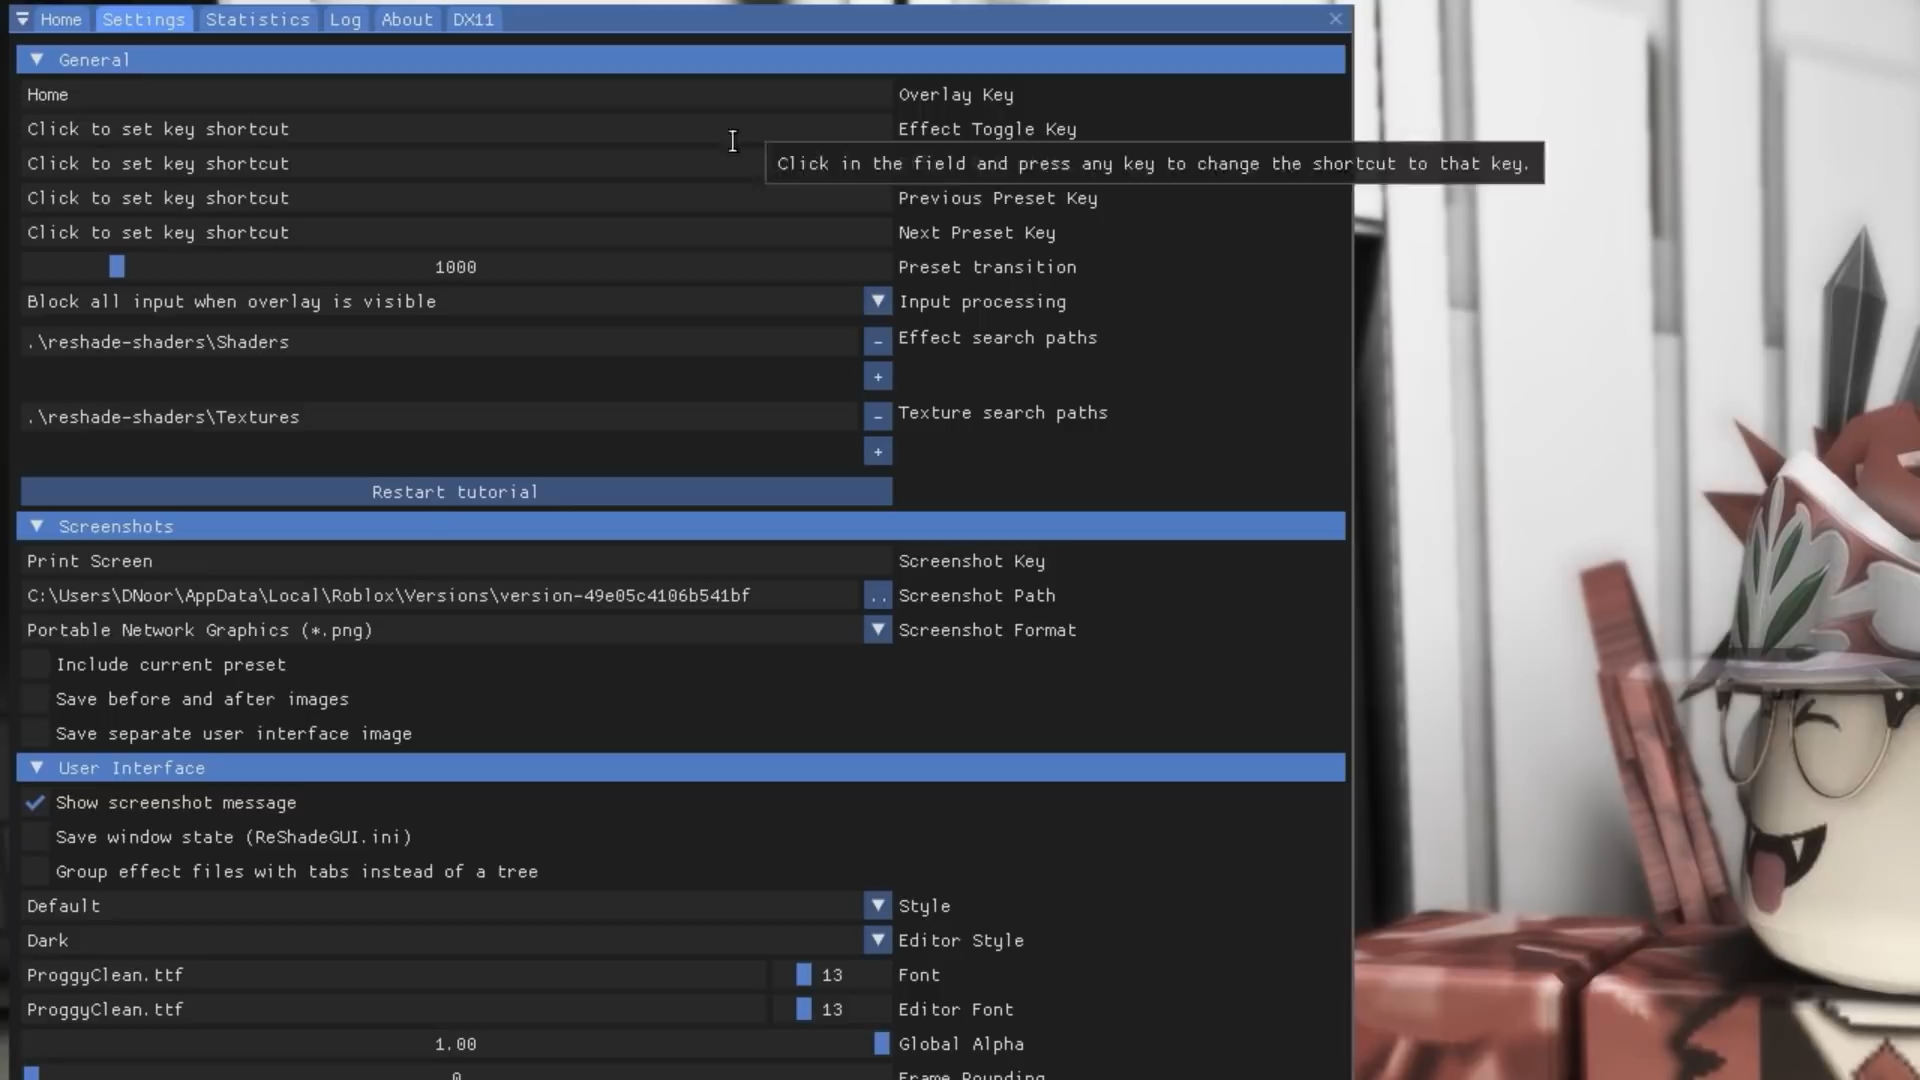 Home Settings Statistics Log About DX11
General
Home Overlay Key
Click to set key shortcut Effect Toggle Key
Click to set key shortcut
Click in the field and press any key to change the shortcut to that key.
Click to set key shortcut Previous Preset Key
Click to set key shortcut Next Preset Key
1000 Preset transition
Block all input when overlay is visible Input processing
.\reshade-shaders\Shaders - Effect search paths
+
.\reshade-shaders\Textures - Texture search paths
+
Restart tutorial
Screenshots
Print Screen Screenshot Key
C:\Users\DNoor\AppData\Local\Roblox\Versions\version-49e05c4106b541bf .. Screenshot Path
Portable Network Graphics (*.png) Screenshot Format
Include current preset
Save before and after images
Save separate user interface image
User Interface
Show screenshot message
Save window state (ReShadeGUI.ini)
Group effect files with tabs instead of a tree
Default Style
Dark Editor Style
ProggyClean.ttf 13 Font
ProggyClean.ttf 13 Editor Font
1.00 Global Alpha
0 Frame Rounding